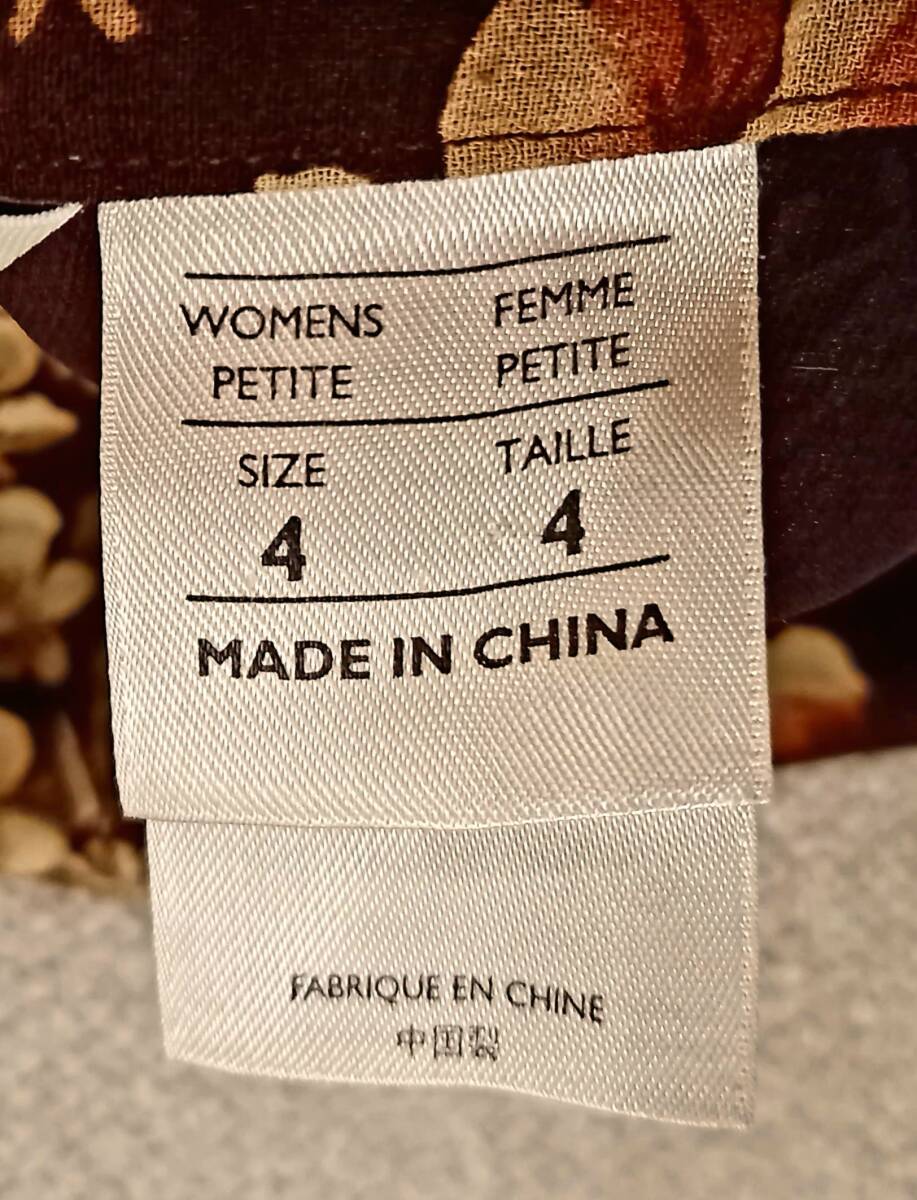 WOMENS FEMME
PETITE PETITE
SIZE TAILLE
4 4
MADE IN CHINA
FABRIQUE EN CHINE
中国製